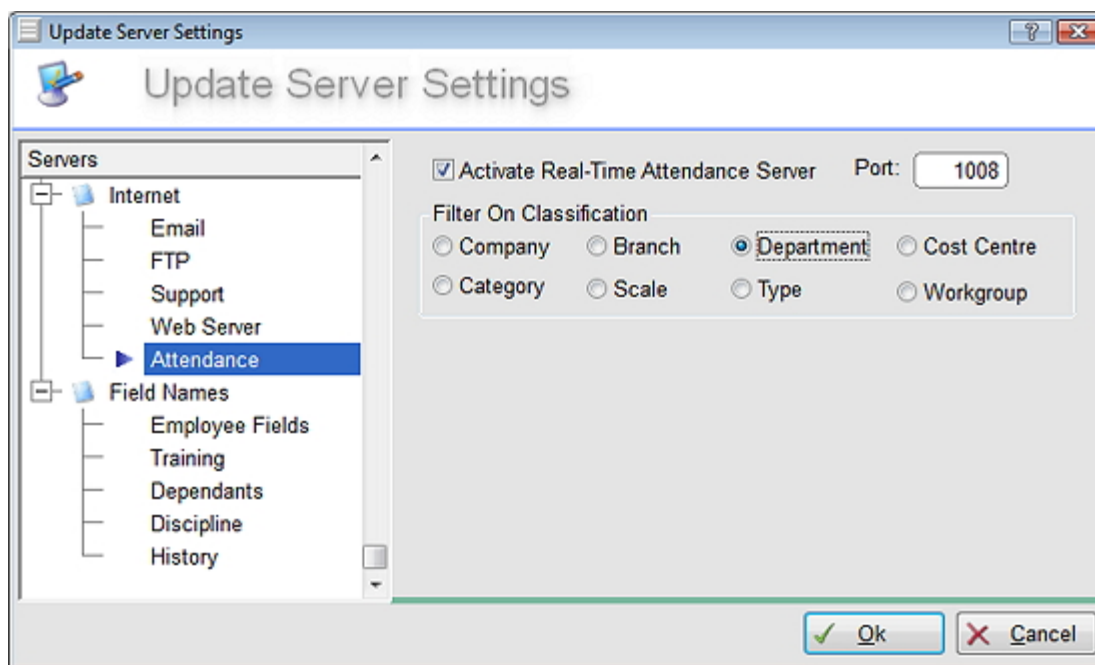 Update Server Settings
Update Server Settings
Servers
Internet
Email
FTP
Support
Web Server
Attendance
Field Names
Employee Fields
Training
Dependants
Discipline
History
Activate Real-Time Attendance Server Port: 1008
Filter On Classification
Company Branch Department Cost Centre
Category Scale Type Workgroup
Ok Cancel